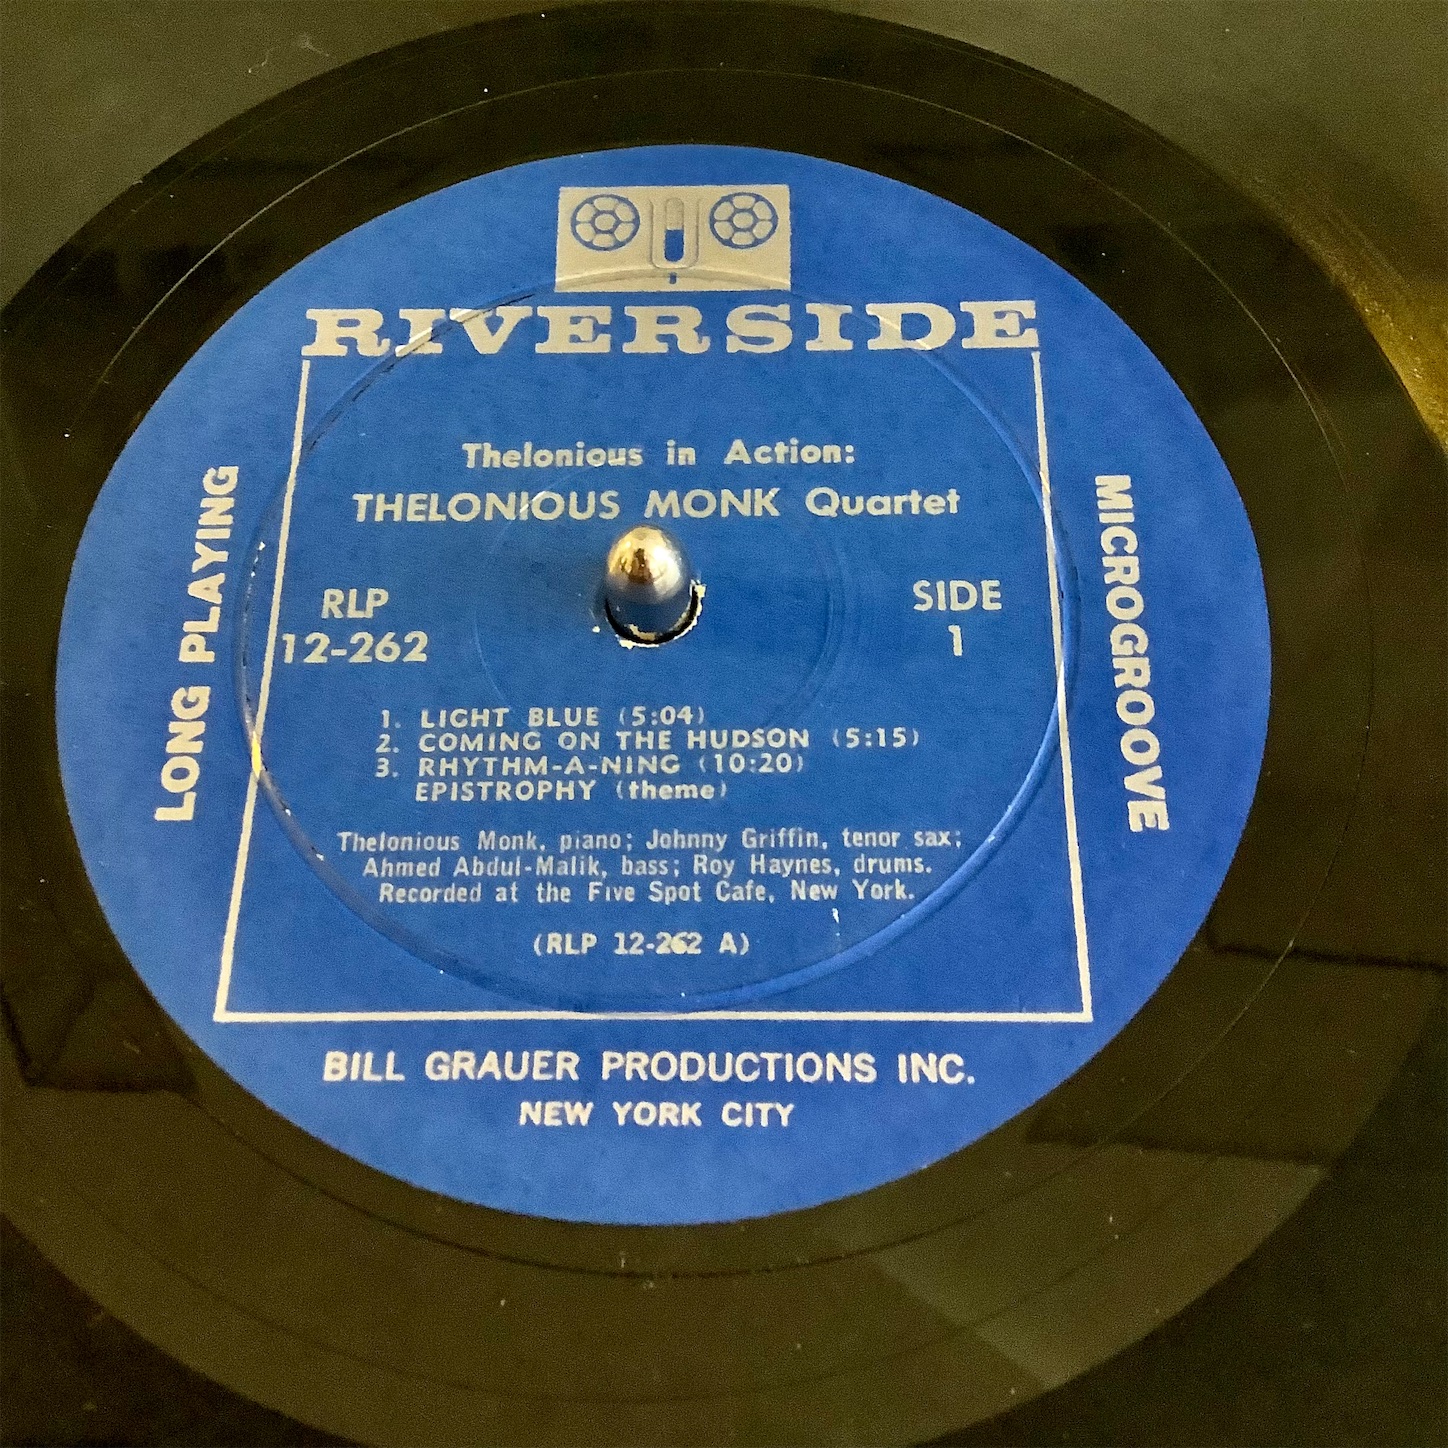 RIVERSIDE
Thelonious in Action:
THELONIOUS MONK Quartet
RLP
12-262
SIDE
1
1. LIGHT BLUE (5:04)
2. COMING ON THE HUDSON (5:15)
3. RHYTHM-A-NING (10:20)
EPISTROPHY (theme)
Thelonious Monk, piano; Johnny Griffin, tenor sax;
Ahmed Abdul-Malik, bass; Roy Haynes, drums.
Recorded at the Five Spot Cafe, New York.
(RLP 12-262 A)
LONG PLAYING
MICROGROOVE
BILL GRAUER PRODUCTIONS INC.
NEW YORK CITY